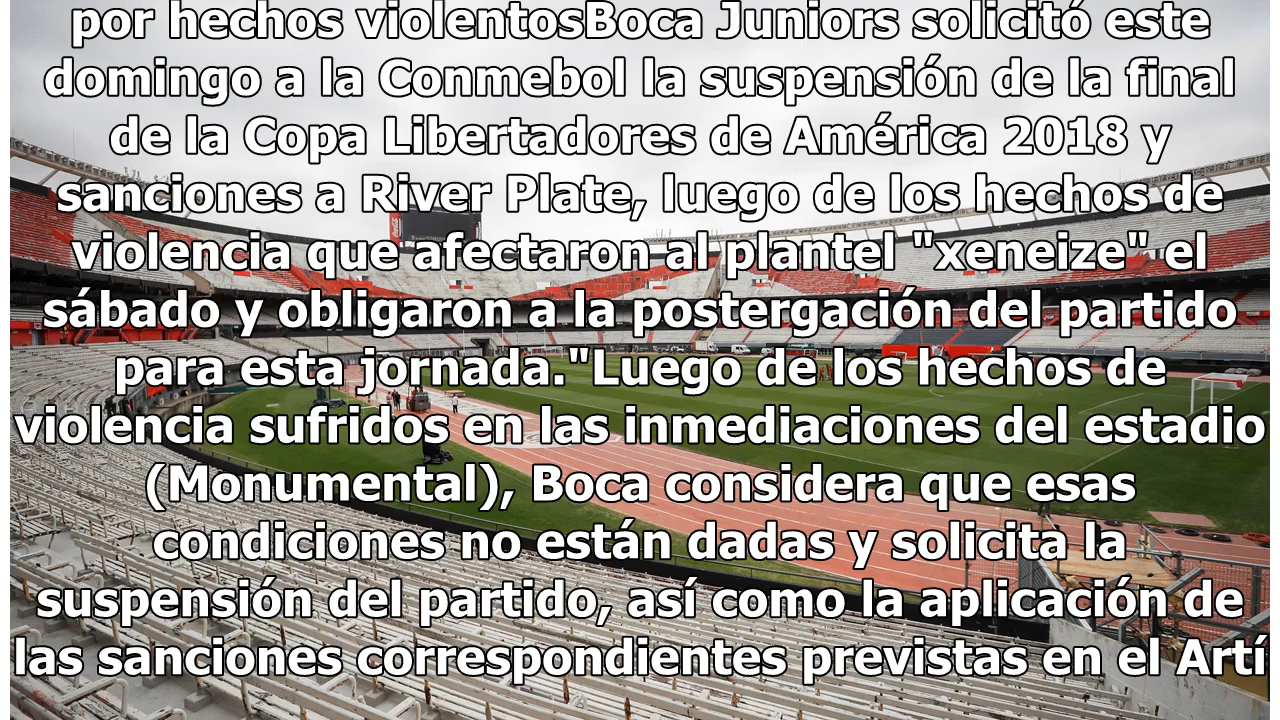 por hechos violentosBoca Juniors solicitó este
domingo a la Conmebol la suspensión de la final
de la Copa Libertadores de América 2018 y
sanciones a River Plate, luego de los hechos de
violencia que afectaron al plantel "xeneize" el
sábado y obligaron a la postergación del partido
para esta jornada."Luego de los hechos de
violencia sufridos en las inmediaciones del estadio
(Monumental), Boca considera que esas
condiciones no están dadas y solicita la
suspensión del partido, así como la aplicación de
las sanciones correspondientes previstas en el Artí